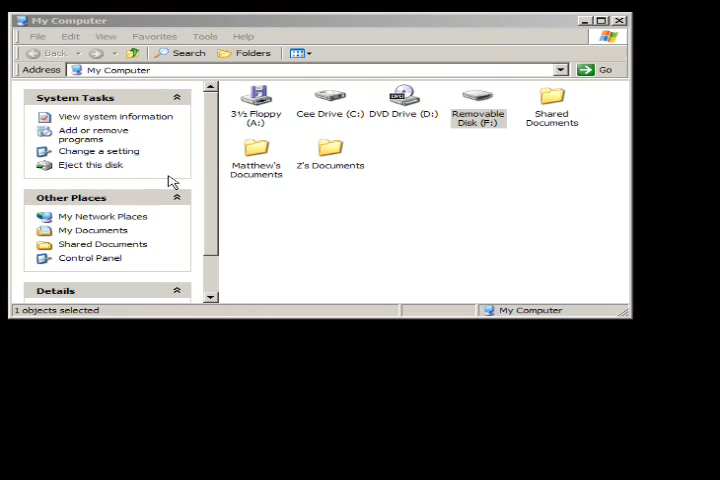 My Computer
File Edit View Favorites Tools Help
Back Search Folders
Address My Computer Go
System Tasks
View system information
Add or remove
programs
Change a setting
Eject this disk
Other Places
My Network Places
My Documents
Shared Documents
Control Panel
Details
3½ Floppy
(A:)
Cee Drive (C:)
DVD Drive (D:)
DVD
Removable
Disk (F:)
Shared
Documents
Matthew's
Documents
Z's Documents
1 objects selected
My Computer